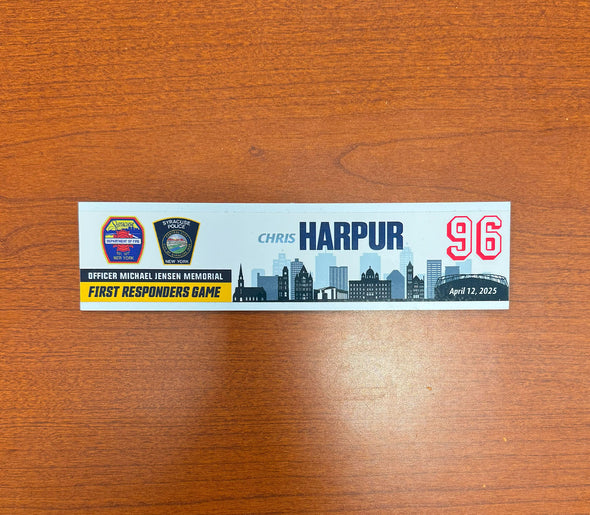 Syracuse
DEPARTMENT OF FIRE
NEW YORK
SYRACUSE
POLICE
NEW YORK
CHRIS HARPUR
96
OFFICER MICHAEL JENSEN MEMORIAL
FIRST RESPONDERS GAME
April 12, 2025